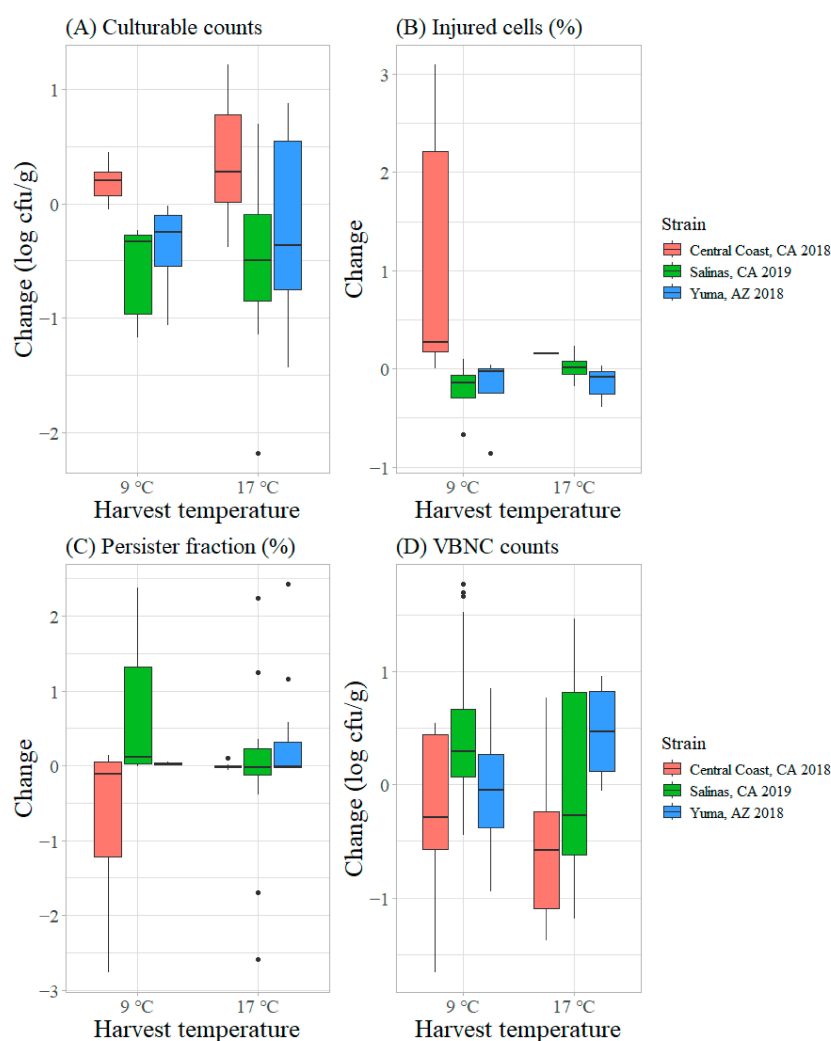 (A) Culturable counts
(B) Injured cells (%)
Change (log cfu/g)
1
0
−1
−2
9 °C
17 °C
Harvest temperature
Change
3
2
1
0
−1
9 °C
17 °C
Harvest temperature
Strain
Central Coast, CA 2018
Salinas, CA 2019
Yuma, AZ 2018
(C) Persister fraction (%)
(D) VBNC counts
Change
2
1
0
−1
−2
−3
9 °C
17 °C
Harvest temperature
Change (log cfu/g)
1
0
−1
9 °C
17 °C
Harvest temperature
Strain
Central Coast, CA 2018
Salinas, CA 2019
Yuma, AZ 2018